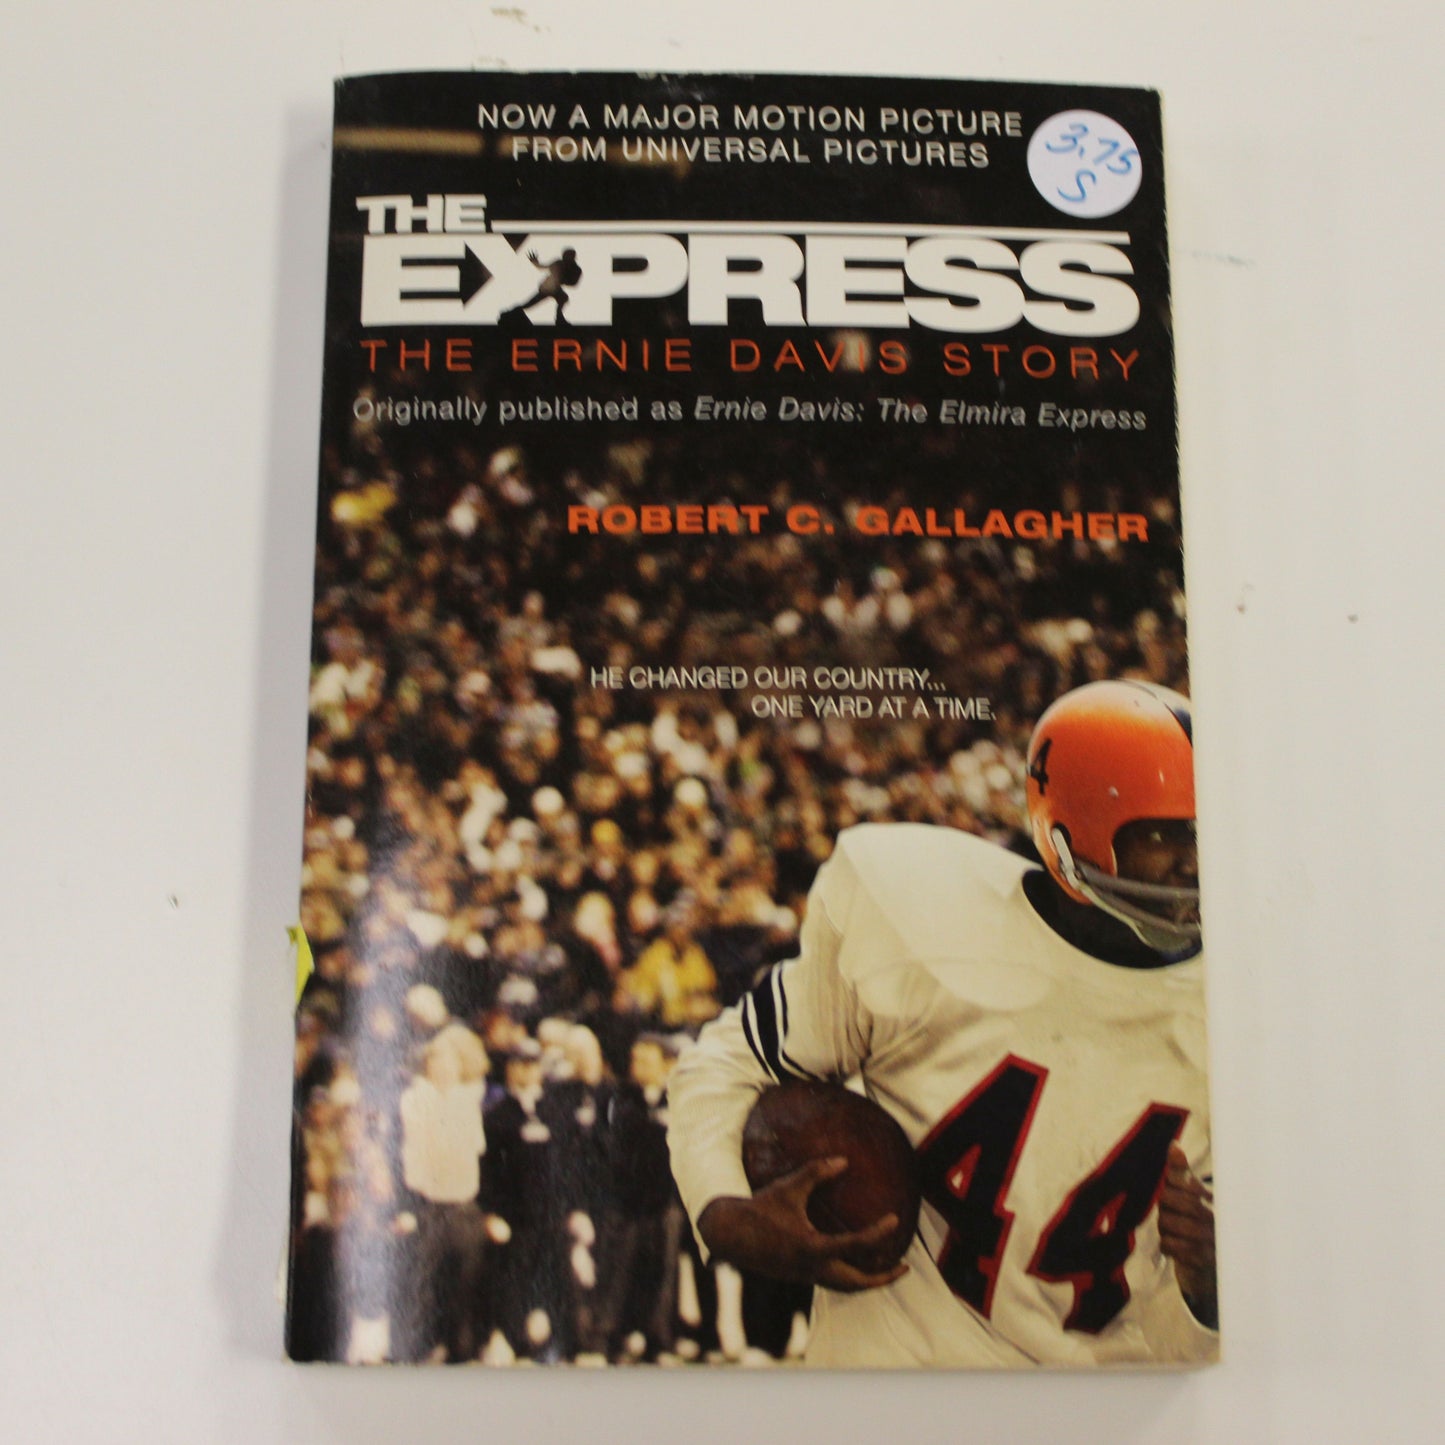 NOW A MAJOR MOTION PICTURE
FROM UNIVERSAL PICTURES
3.75
S
THE
EXPRESS
THE ERNIE DAVIS STORY
Originally published as Ernie Davis: The Elmira Express
ROBERT C. GALLAGHER
HE CHANGED OUR COUNTRY...
ONE YARD AT A TIME.
4
44